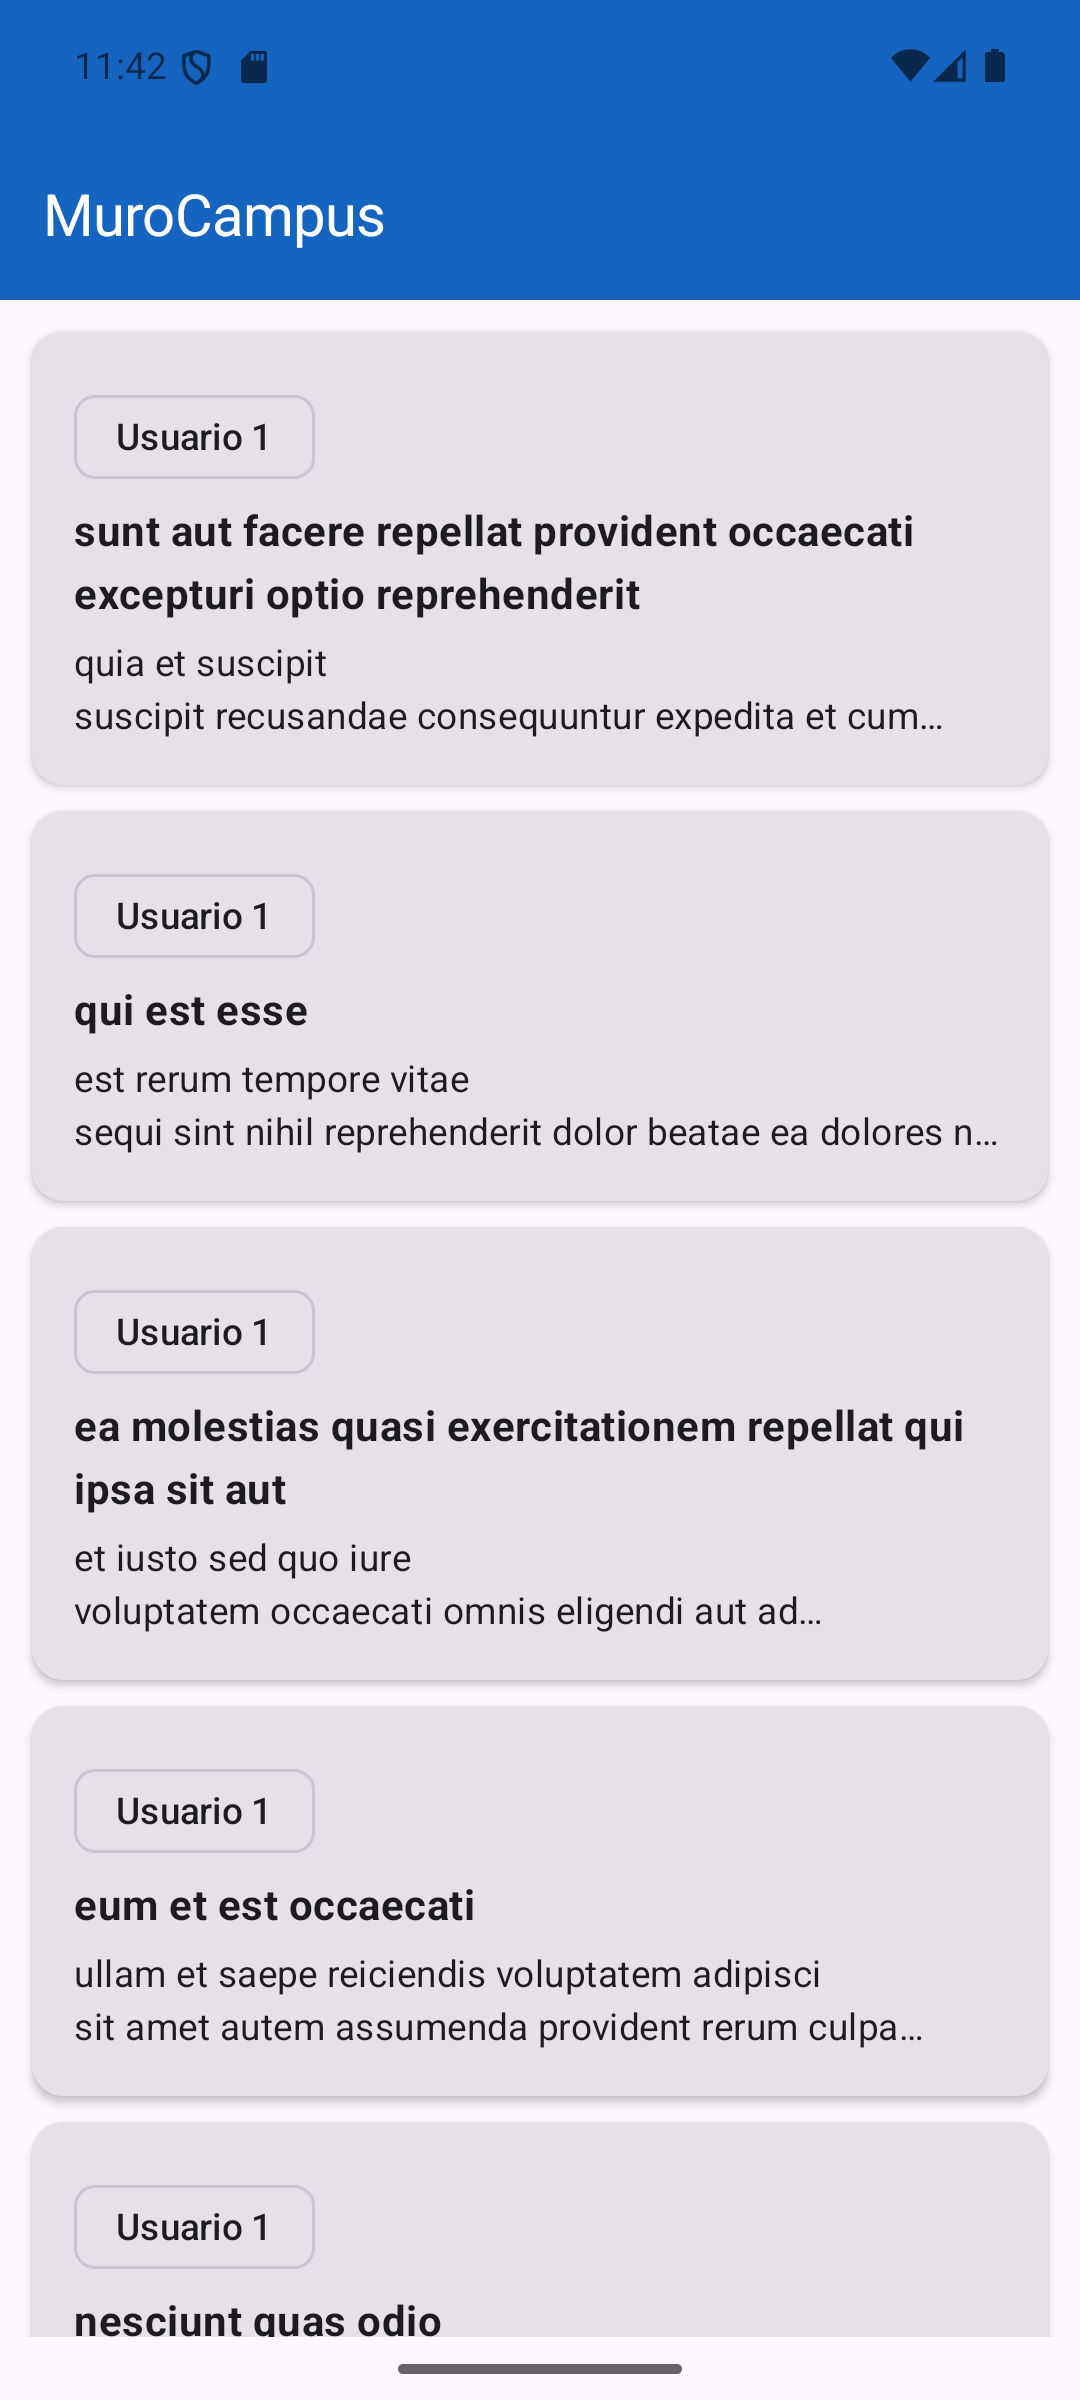 11:42
MuroCampus
Usuario 1
sunt aut facere repellat provident occaecati
excepturi optio reprehenderit
quia et suscipit
suscipit recusandae consequuntur expedita et cum…
Usuario 1
qui est esse
est rerum tempore vitae
sequi sint nihil reprehenderit dolor beatae ea dolores n…
Usuario 1
ea molestias quasi exercitationem repellat qui
ipsa sit aut
et iusto sed quo iure
voluptatem occaecati omnis eligendi aut ad…
Usuario 1
eum et est occaecati
ullam et saepe reiciendis voluptatem adipisci
sit amet autem assumenda provident rerum culpa…
Usuario 1
nesciunt quas odio